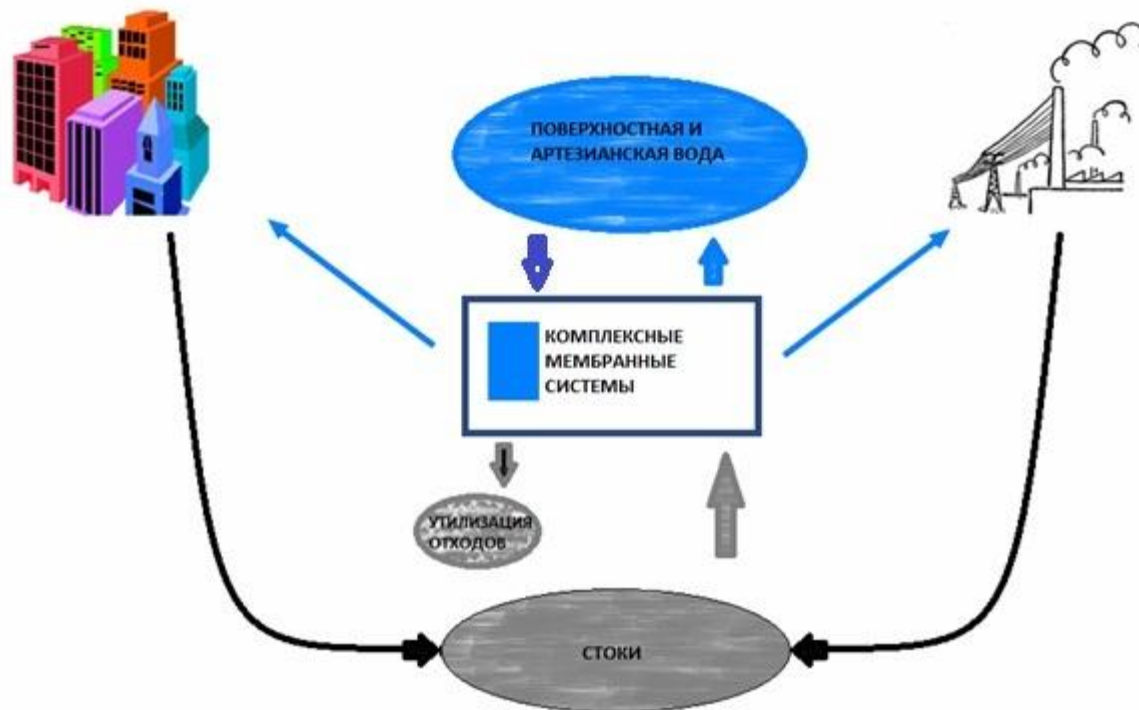 ПОВЕРХНОСТНАЯ И
АРТЕЗИАНСКАЯ ВОДА
КОМПЛЕКСНЫЕ
МЕМБРАННЫЕ
СИСТЕМЫ
УТИЛИЗАЦИЯ
ОТХОДОВ
СТОКИ